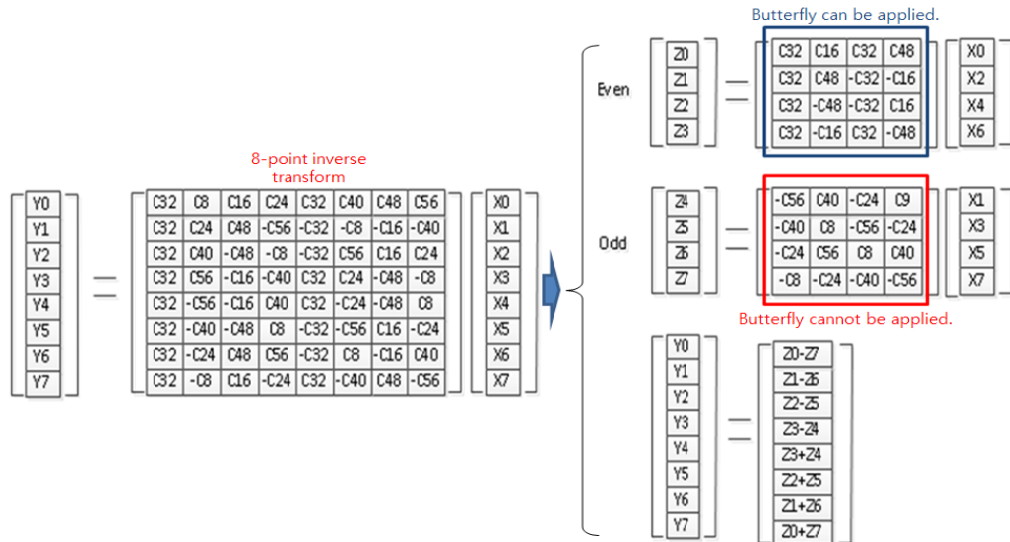 Butterfly can be applied.
Even
Z0
Z1
Z2
Z3
=
C32 C16 C32 C48
C32 C48 -C32 -C16
C32 -C48 -C32 C16
C32 -C16 C32 -C48
X0
X2
X4
X6
8-point inverse
transform
Y0
Y1
Y2
Y3
Y4
Y5
Y6
Y7
=
C32 C8 C16 C24 C32 C40 C48 C56
C32 C24 C48 -C56 -C32 -C8 -C16 -C40
C32 C40 -C48 -C8 -C32 C56 C16 C24
C32 C56 -C16 -C40 C32 C24 -C48 -C8
C32 -C56 -C16 C40 C32 -C24 -C48 C8
C32 -C40 -C48 C8 -C32 -C56 C16 -C24
C32 -C24 C48 C56 -C32 C8 -C16 C40
C32 -C8 C16 -C24 C32 -C40 C48 -C56
X0
X1
X2
X3
X4
X5
X6
X7
Odd
Z4
Z5
Z6
Z7
=
-C56 C40 -C24 C9
-C40 C8 -C56 -C24
-C24 C56 C8 C40
-C8 -C24 -C40 -C56
X1
X3
X5
X7
Butterfly cannot be applied.
Y0
Y1
Y2
Y3
Y4
Y5
Y6
Y7
=
Z0-Z7
Z1-Z6
Z2-Z5
Z3-Z4
Z3+Z4
Z2+Z5
Z1+Z6
Z0+Z7